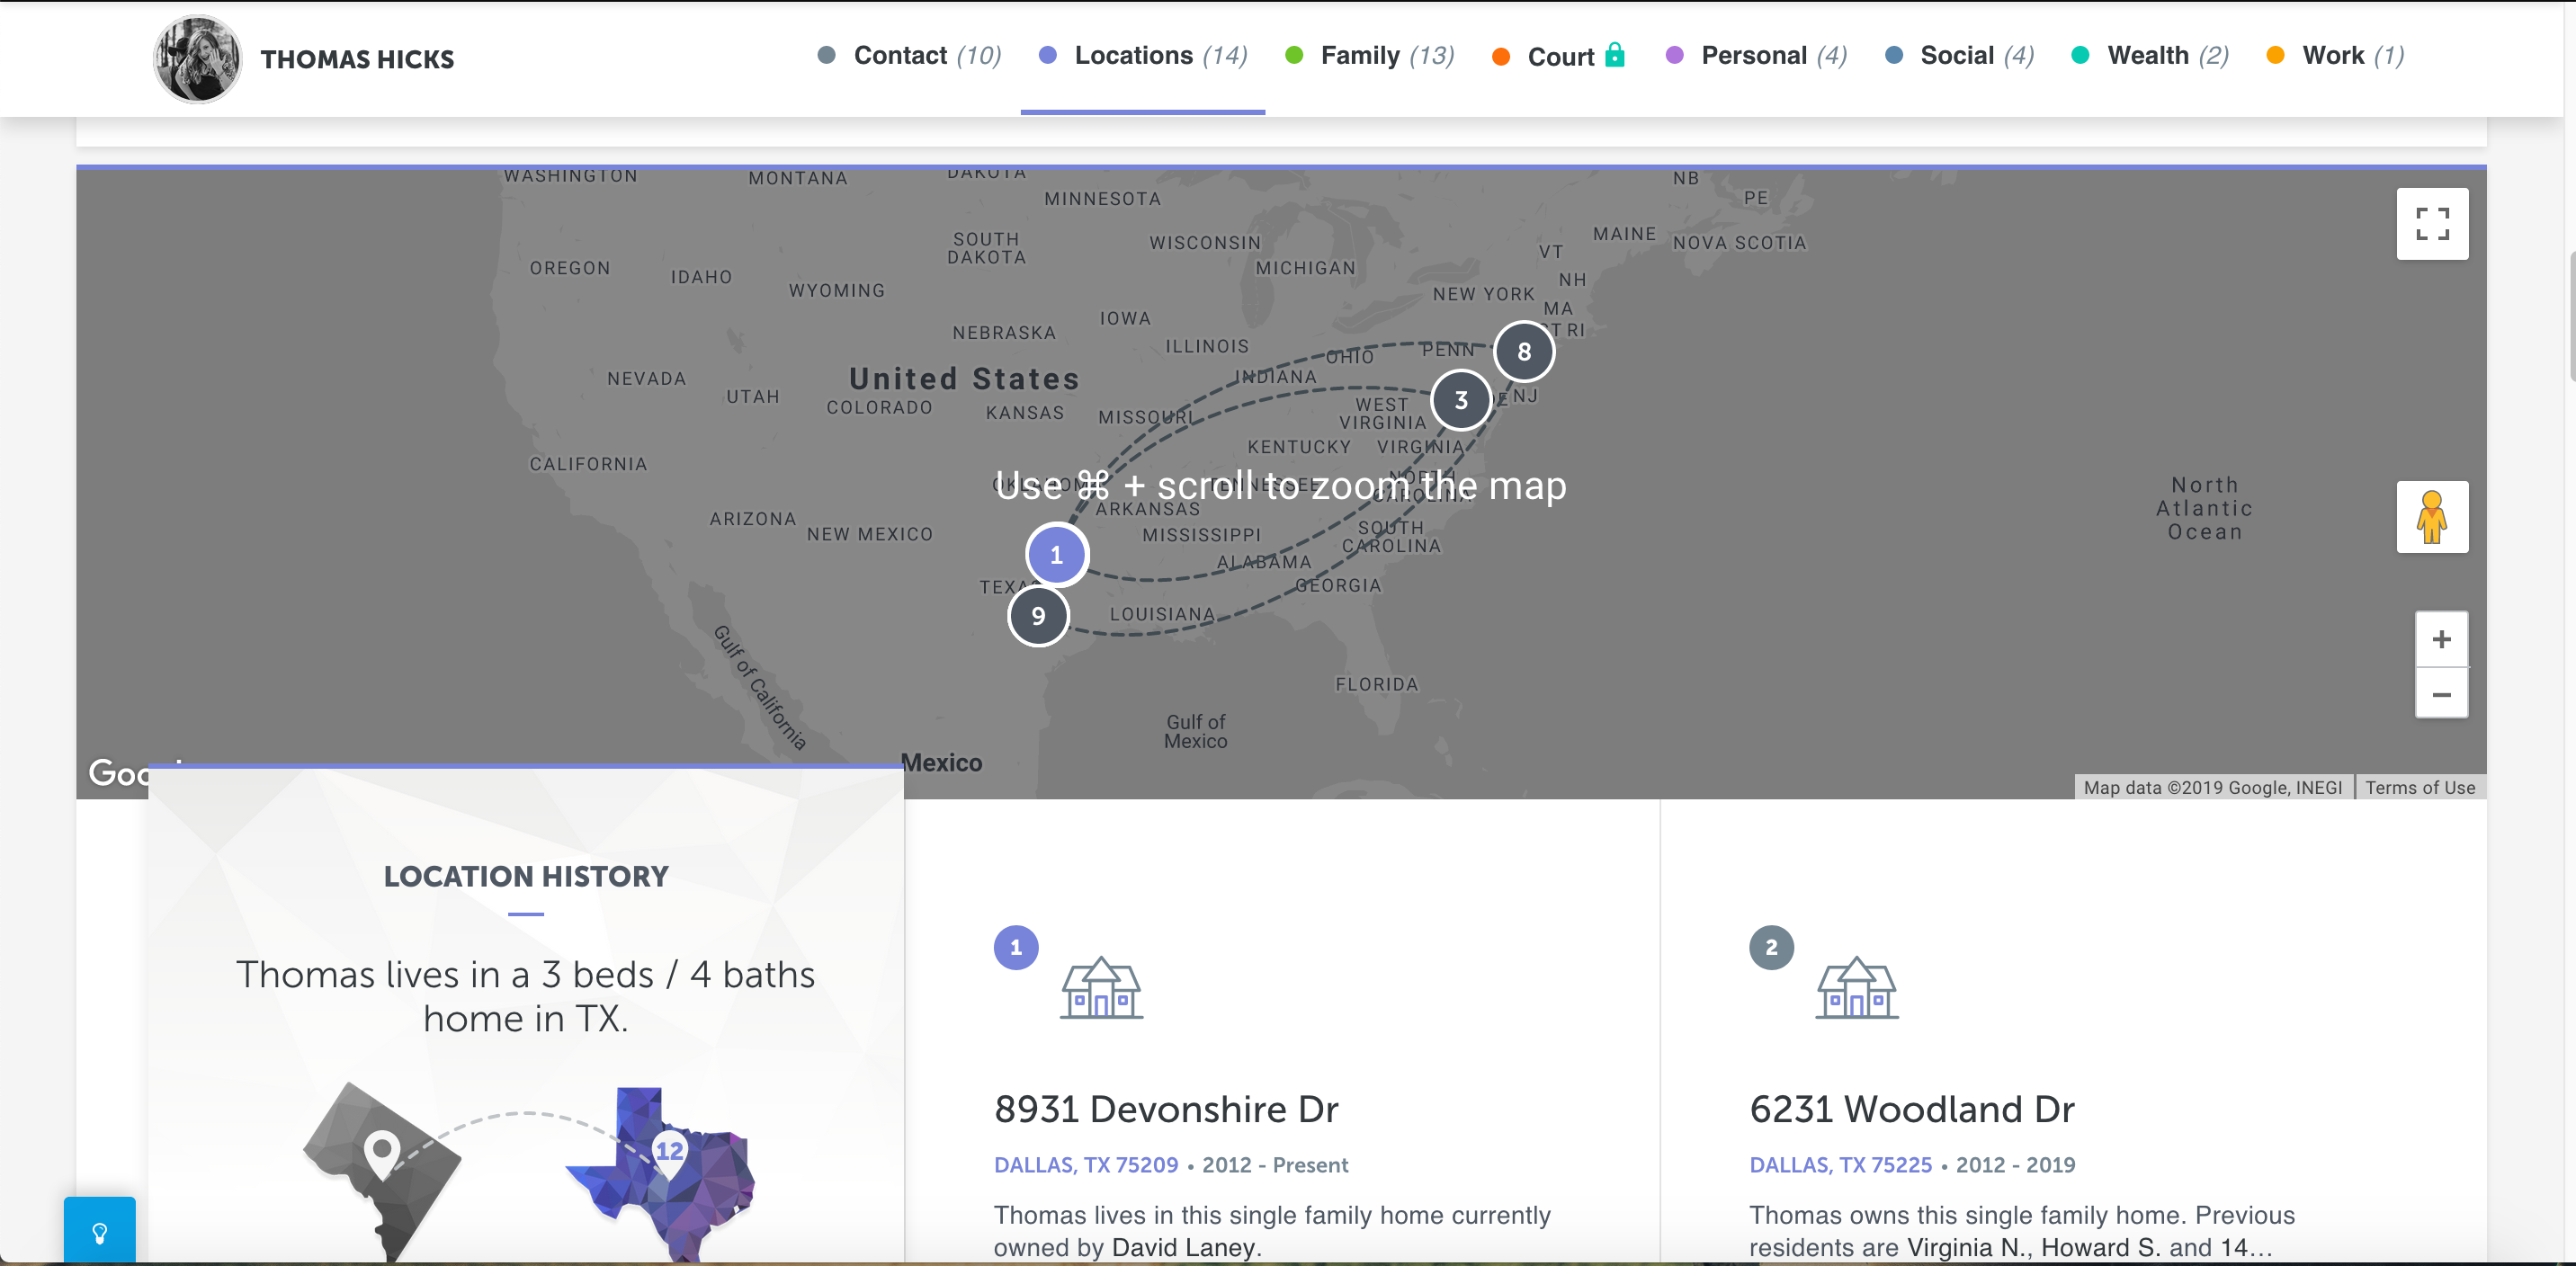 THOMAS HICKS
Contact (10)
Locations (14)
Family (13)
Court
Personal (4)
Social (4)
Wealth (2)
Work (1)
WASHINGTON
MONTANA
DAKOTA
MINNESOTA
NB
PE
SOUTH
DAKOTA
WISCONSIN
MICHIGAN
VT
MAINE
NOVA SCOTIA
OREGON
IDAHO
WYOMING
NH
NEW YORK
MA
RI
NEBRASKA
IOWA
ILLINOIS
OHIO
PENN
8
INDIANA
NEVADA
UTAH
United States
COLORADO
KANSAS
MISSOURI
WEST
VIRGINIA
3
NJ
KENTUCKY
VIRGINIA
CALIFORNIA
Use ⌘ + scroll to zoom the map
TENNESSEE
NORTH
CAROLINA
ARKANSAS
North
Atlantic
Ocean
ARIZONA
NEW MEXICO
MISSISSIPPI
SOUTH
CAROLINA
1
ALABAMA
GEORGIA
9
LOUISIANA
FLORIDA
Gulf of California
Gulf of
Mexico
Mexico
+
−
Map data ©2019 Google, INEGI
Terms of Use
LOCATION HISTORY
Thomas lives in a 3 beds / 4 baths
home in TX.
12
1
8931 Devonshire Dr
DALLAS, TX 75209 • 2012 - Present
Thomas lives in this single family home currently
owned by David Laney.
2
6231 Woodland Dr
DALLAS, TX 75225 • 2012 - 2019
Thomas owns this single family home. Previous
residents are Virginia N., Howard S. and 14...